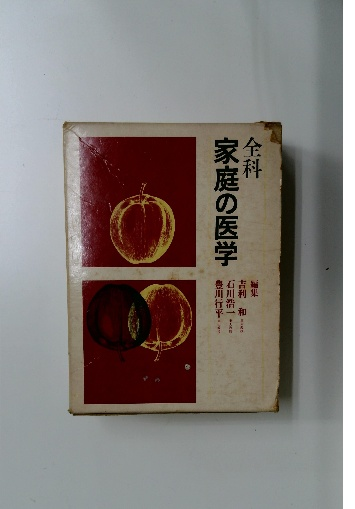 全科
家庭の医学
編集
吉利 和
石川浩一
豊川行平